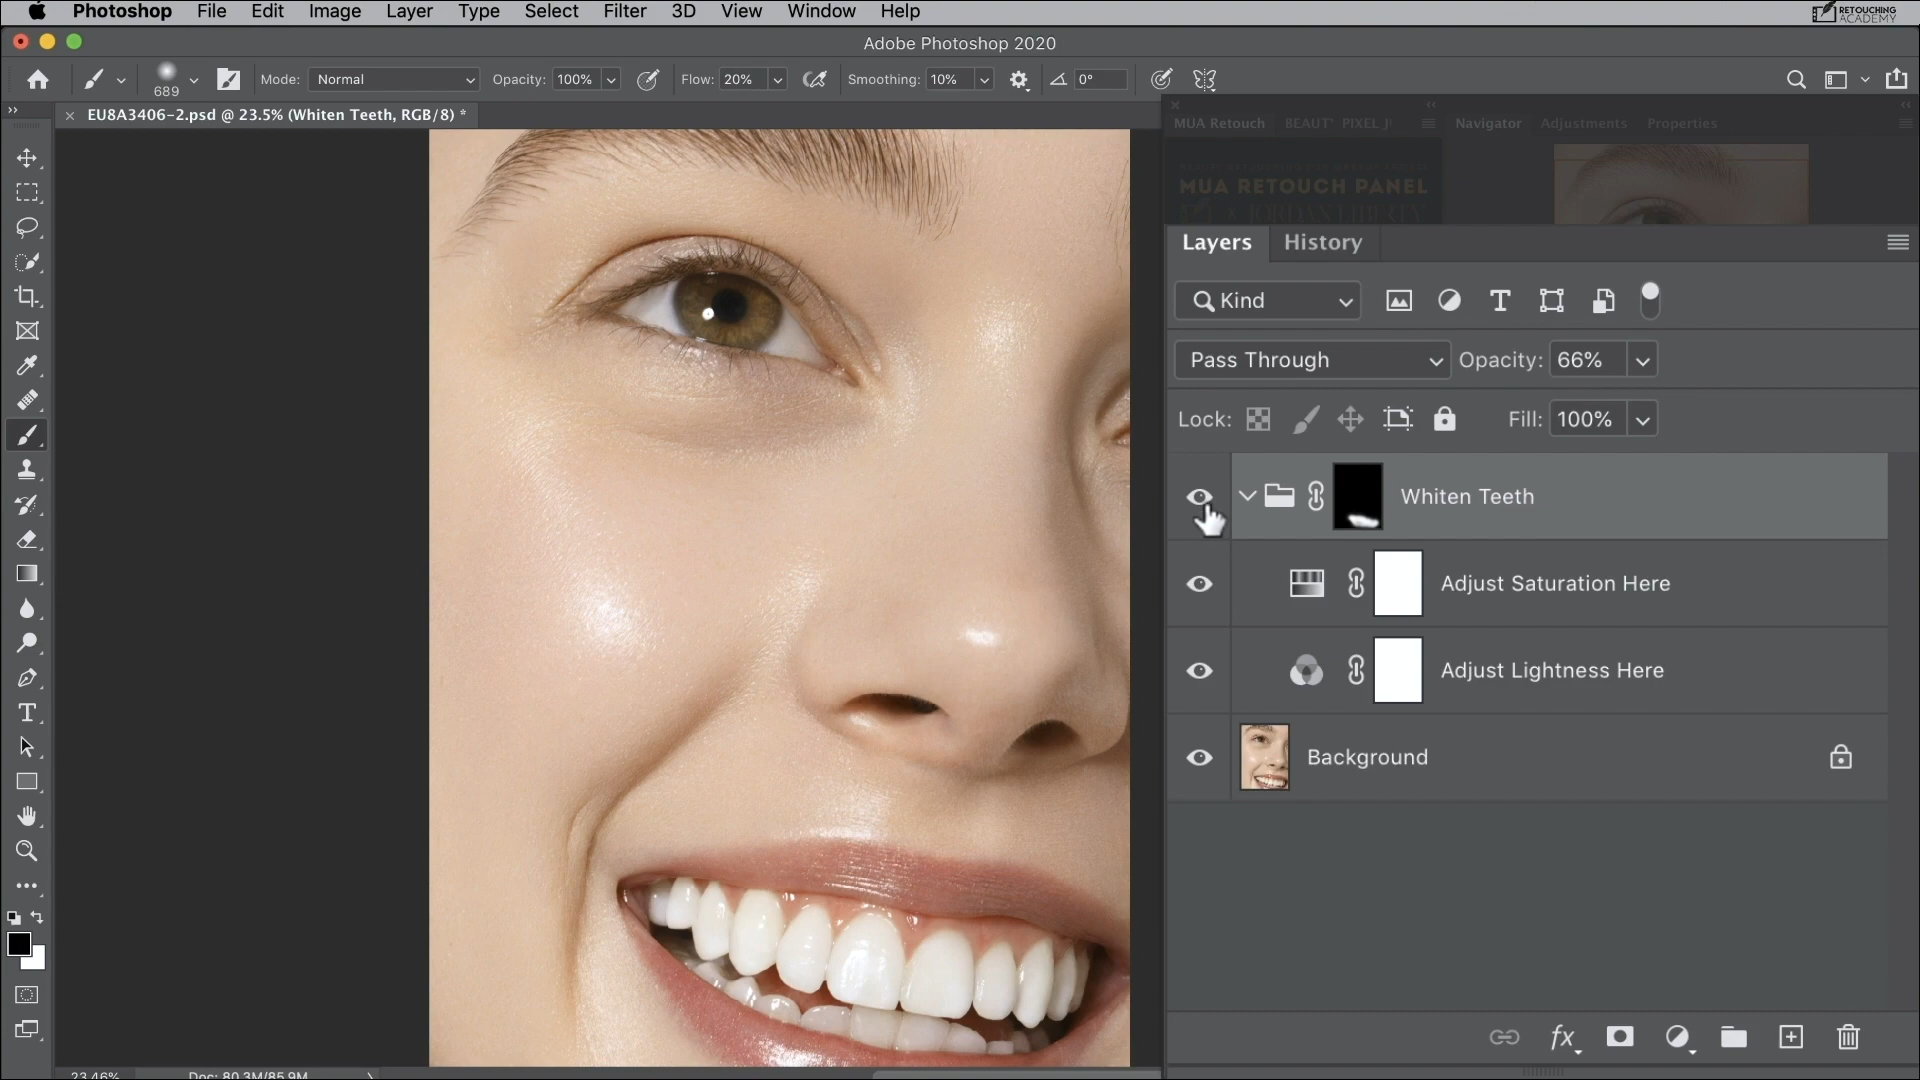 Photoshop File Edit Image Layer Type Select Filter 3D View Window Help
RETOUCHING ACADEMY
Adobe Photoshop 2020
689 Mode: Normal Opacity: 100% Flow: 20% Smoothing: 10% 0°
EU8A3406-2.psd @ 23.5% (Whiten Teeth, RGB/8) *
MUA Retouch BEAUT PIXEL Navigator Adjustments Properties
MUA RETOUCH PANEL
Layers History
Kind
Pass Through Opacity: 66%
Lock: Fill: 100%
Whiten Teeth
Adjust Saturation Here
Adjust Lightness Here
Background
fx
23.46% Doc: 80.3M/85.9M